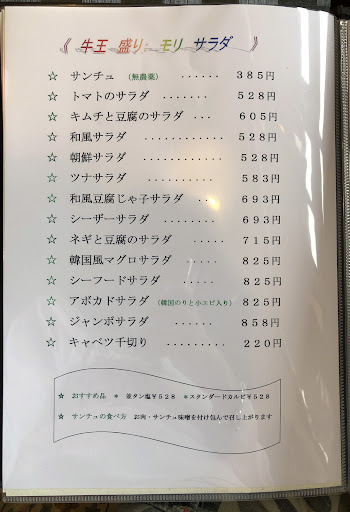 《 牛王 盛り モリ サラダ 》
☆ サンチュ （無農薬） ・・・・・・ ３８５円
☆ トマトのサラダ ・・・・・・・ ５２８円
☆ キムチと豆腐のサラダ ・・・ ６０５円
☆ 和風サラダ ・・・・・・・・・・・・ ５２８円
☆ 朝鮮サラダ ・・・・・・・・・・・・ ５２８円
☆ ツナサラダ ・・・・・・・・・・ ５８３円
☆ 和風豆腐じゃ子サラダ ・・・ ６９３円
☆ シーザーサラダ ・・・・・・・・ ６９３円
☆ ネギと豆腐のサラダ ・・・・・ ７１５円
☆ 韓国風マグロサラダ ・・・・・ ８２５円
☆ シーフードサラダ ・・・・・ ８２５円
☆ アボカドサラダ （韓国のりと小エビ入り） ８２５円
☆ ジャンボサラダ ・・・・・・ ８５８円
☆ キャベツ千切り ・・・・・・・・・ ２２０円
☆ おすすめ品 ＊ 並タン塩￥５２８ ＊スタンダードカルビ￥５２８
☆ サンチュの食べ方 お肉・サンチュ味噌を付け包んで召し上がります